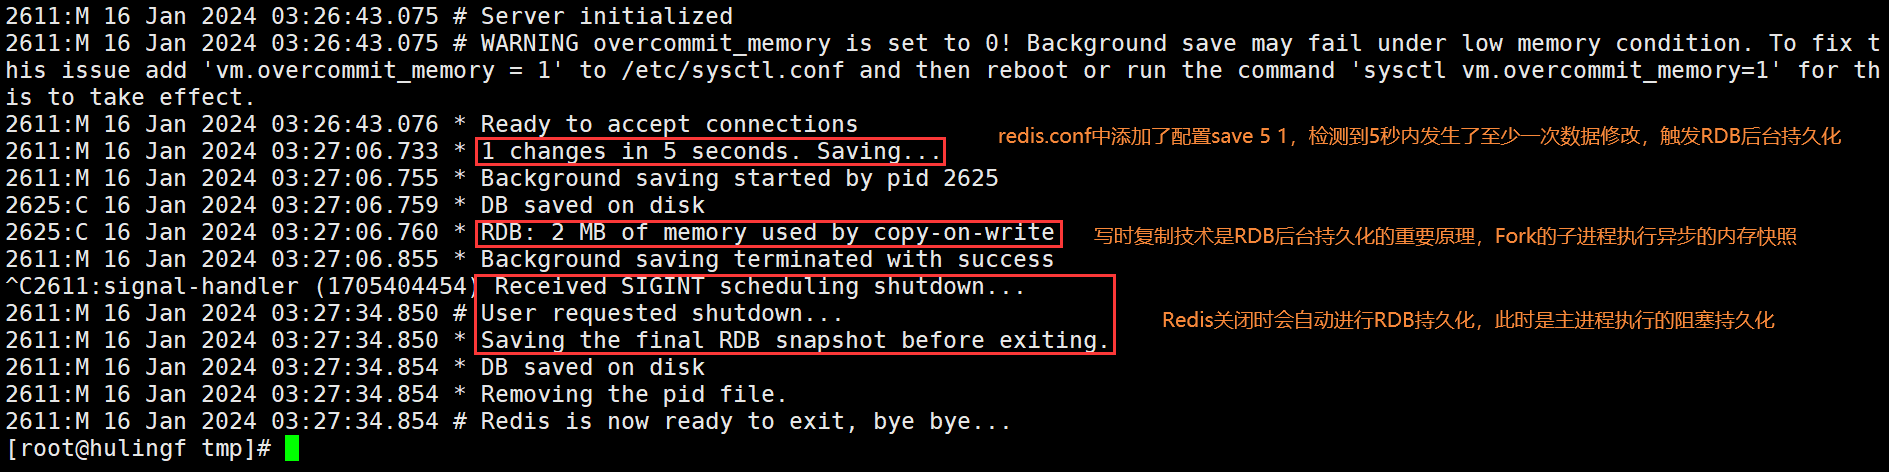 2611:M 16 Jan 2024 03:26:43.075 # Server initialized
2611:M 16 Jan 2024 03:26:43.075 # WARNING overcommit_memory is set to 0! Background save may fail under low memory condition. To fix t
his issue add 'vm.overcommit_memory = 1' to /etc/sysctl.conf and then reboot or run the command 'sysctl vm.overcommit_memory=1' for th
is to take effect.
2611:M 16 Jan 2024 03:26:43.076 * Ready to accept connections
redis.conf中添加了配置save 5 1，检测到5秒内发生了至少一次数据修改，触发RDB后台持久化
2611:M 16 Jan 2024 03:27:06.733 * 1 changes in 5 seconds. Saving...
2611:M 16 Jan 2024 03:27:06.755 * Background saving started by pid 2625
2625:C 16 Jan 2024 03:27:06.759 * DB saved on disk
2625:C 16 Jan 2024 03:27:06.760 * RDB: 2 MB of memory used by copy-on-write
写时复制技术是RDB后台持久化的重要原理，Fork的子进程执行异步的内存快照
2611:M 16 Jan 2024 03:27:06.855 * Background saving terminated with success
^C2611:signal-handler (1705404454) Received SIGINT scheduling shutdown...
2611:M 16 Jan 2024 03:27:34.850 # User requested shutdown...
Redis关闭时会自动进行RDB持久化，此时是主进程执行的阻塞持久化
2611:M 16 Jan 2024 03:27:34.850 * Saving the final RDB snapshot before exiting.
2611:M 16 Jan 2024 03:27:34.854 * DB saved on disk
2611:M 16 Jan 2024 03:27:34.854 * Removing the pid file.
2611:M 16 Jan 2024 03:27:34.854 # Redis is now ready to exit, bye bye...
[root@hulingf tmp]#